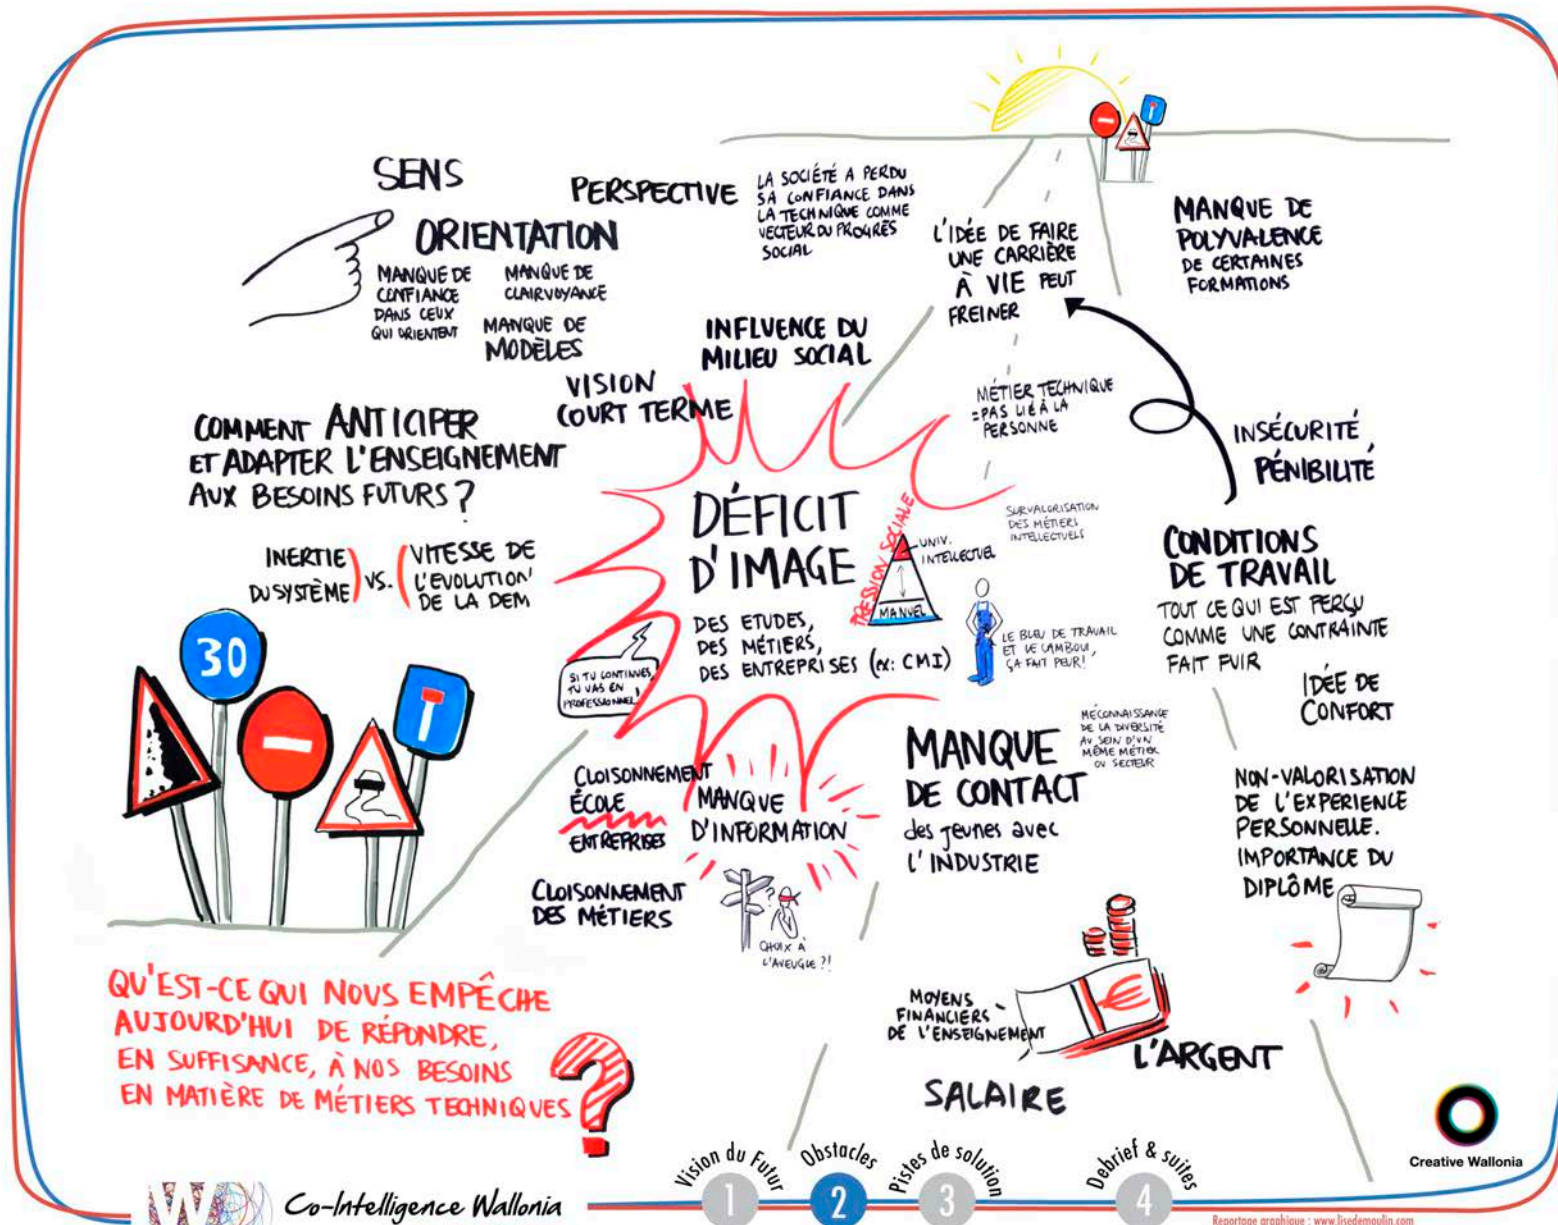 SENS
ORIENTATION
MANQUE DE
CONFIANCE
DANS CEUX
QUI ORIENTENT
MANQUE DE
CLAIRVOYANCE
MANQUE DE
MODÈLES
PERSPECTIVE
LA SOCIÉTÉ A PERDU
SA CONFIANCE DANS
LA TECHNIQUE COMME
VECTEUR DU PROGRÈS
SOCIAL
L'IDÉE DE FAIRE
UNE CARRIÈRE
À VIE PEUT
FREINER
MANQUE DE
POLYVALENCE
DE CERTAINES
FORMATIONS
INFLUENCE DU
MILIEU SOCIAL
VISION
COURT TERME
MÉTIER TECHNIQUE
= PAS LIÉ À LA
PERSONNE
INSÉCURITÉ,
PÉNIBILITÉ
COMMENT ANTICIPER
ET ADAPTER L'ENSEIGNEMENT
AUX BESOINS FUTURS ?
INERTIE
DU SYSTÈME
VS.
VITESSE DE
L'ÉVOLUTION
DE LA DEM
DÉFICIT
D'IMAGE
DES ETUDES,
DES MÉTIERS,
DES ENTREPRISES (ex: CMI)
PRESSION SOCIALE
UNIV.
INTELLECTUEL
MANUEL
SURVALORISATION
DES MÉTIERS
INTELLECTUELS
LE BLEU DE TRAVAIL
ET LE CAMBOUI,
ÇA FAIT PEUR!
CONDITIONS
DE TRAVAIL
TOUT CE QUI EST PERÇU
COMME UNE CONTRAINTE
FAIT FUIR
IDÉE DE
CONFORT
30
SI TU CONTINUES,
TU VAS EN
PROFESSIONNEL!
CLOISONNEMENT
ÉCOLE
ENTREPRISES
MANQUE
D'INFORMATION
CLOISONNEMENT
DES MÉTIERS
?
CHOIX À
L'AVEUGLE ?!
MANQUE
DE CONTACT
des jeunes avec
L'INDUSTRIE
MÉCONNAISSANCE
DE LA DIVERSITÉ
AU SEIN D'UN
MÊME MÉTIER
OU SECTEUR
NON-VALORISATION
DE L'EXPERIENCE
PERSONNELLE.
IMPORTANCE DU
DIPLÔME
MOYENS
FINANCIERS
DE L'ENSEIGNEMENT
L'ARGENT
SALAIRE
QU'EST-CE QUI NOUS EMPÊCHE
AUJOURD'HUI DE RÉPONDRE,
EN SUFFISANCE, À NOS BESOINS
EN MATIÈRE DE MÉTIERS TECHNIQUES
?
Creative Wallonia
W
Co-Intelligence Wallonia
Vision du Futur
1
Obstacles
2
Pistes de solution
3
Debrief & suites
4
Reportage graphique : www.lisedemoulin.com